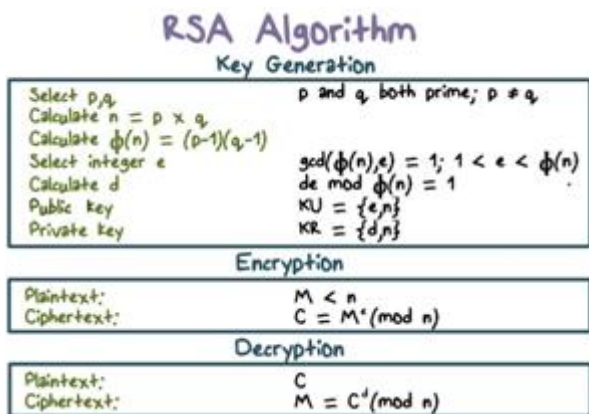 RSA Algorithm
Key Generation
Select p,q p and q both prime; p ≠ q
Calculate n = p x q
Calculate ϕ(n) = (p-1)(q-1)
Select integer e gcd(ϕ(n),e) = 1; 1 < e < ϕ(n)
Calculate d de mod ϕ(n) = 1
Public Key KU = {e,n}
Private Key KR = {d,n}
Encryption
Plaintext: M < n
Ciphertext: C = Mᵉ(mod n)
Decryption
Plaintext: C
Ciphertext: M = Cᵈ(mod n)